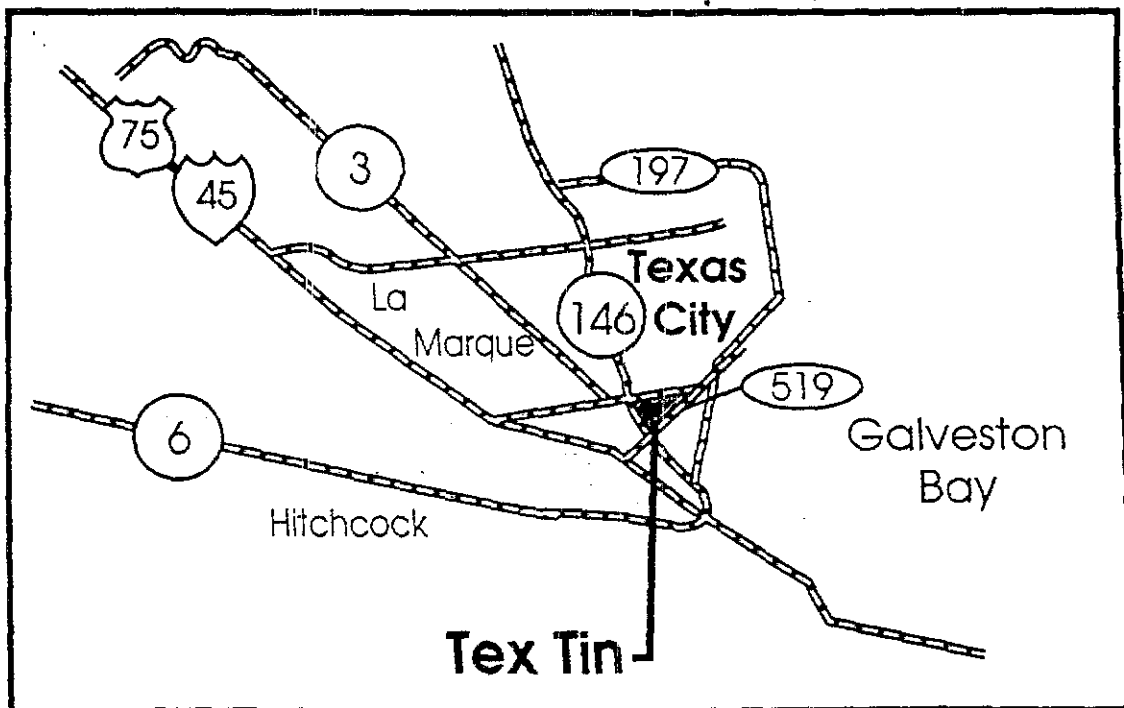 75
3
197
45
Texas
City
La
146
Marque
519
6
Galveston
Bay
Hitchcock
Tex Tin